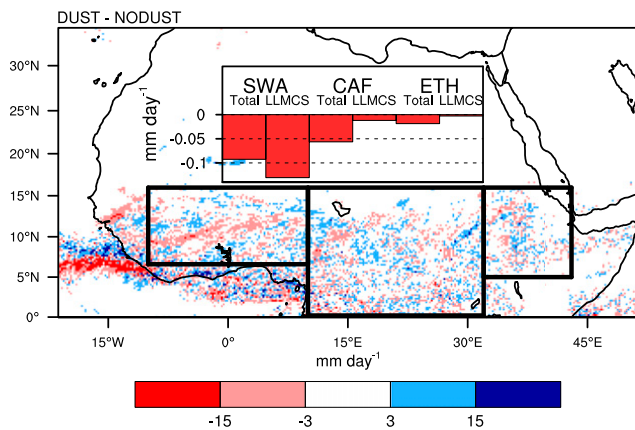 DUST - NODUST
30°N
25°N
20°N
15°N
10°N
5°N
0°
SWA CAF ETH
Total LLMCS Total LLMCS Total LLMCS
mm day-1
0
-0.05
-0.1
15°W 0° 15°E 30°E 45°E
mm day-1
-15 -3 3 15